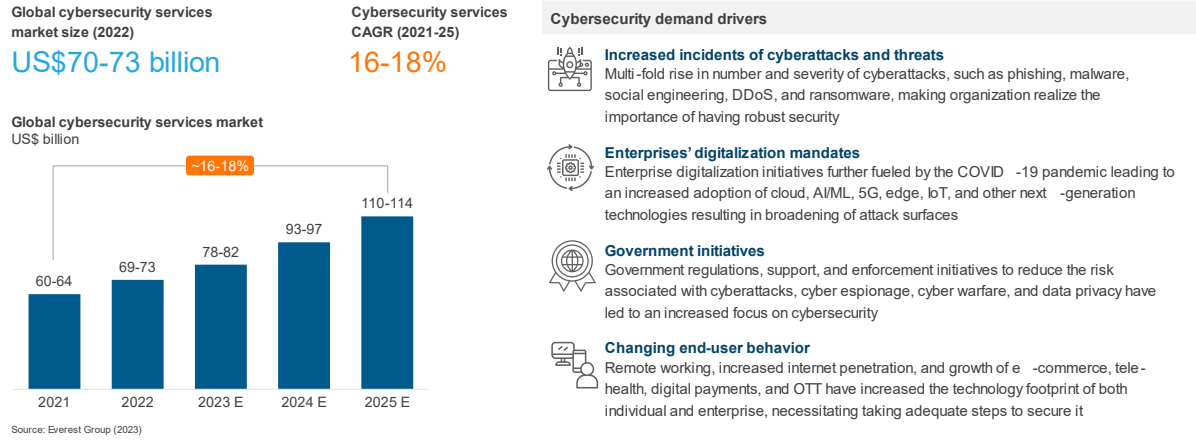 Global cybersecurity services
market size (2022)
US$70-73 billion
Cybersecurity services
CAGR (2021-25)
16-18%
Global cybersecurity services market
US$ billion
~16-18%
60-64
69-73
78-82
93-97
110-114
2021
2022
2023 E
2024 E
2025 E
Source: Everest Group (2023)
Cybersecurity demand drivers
Increased incidents of cyberattacks and threats
Multi-fold rise in number and severity of cyberattacks, such as phishing, malware,
social engineering, DDoS, and ransomware, making organization realize the
importance of having robust security
Enterprises’ digitalization mandates
Enterprise digitalization initiatives further fueled by the COVID -19 pandemic leading to
an increased adoption of cloud, AI/ML, 5G, edge, IoT, and other next -generation
technologies resulting in broadening of attack surfaces
Government initiatives
Government regulations, support, and enforcement initiatives to reduce the risk
associated with cyberattacks, cyber espionage, cyber warfare, and data privacy have
led to an increased focus on cybersecurity
Changing end-user behavior
Remote working, increased internet penetration, and growth of e -commerce, tele-
health, digital payments, and OTT have increased the technology footprint of both
individual and enterprise, necessitating taking adequate steps to secure it